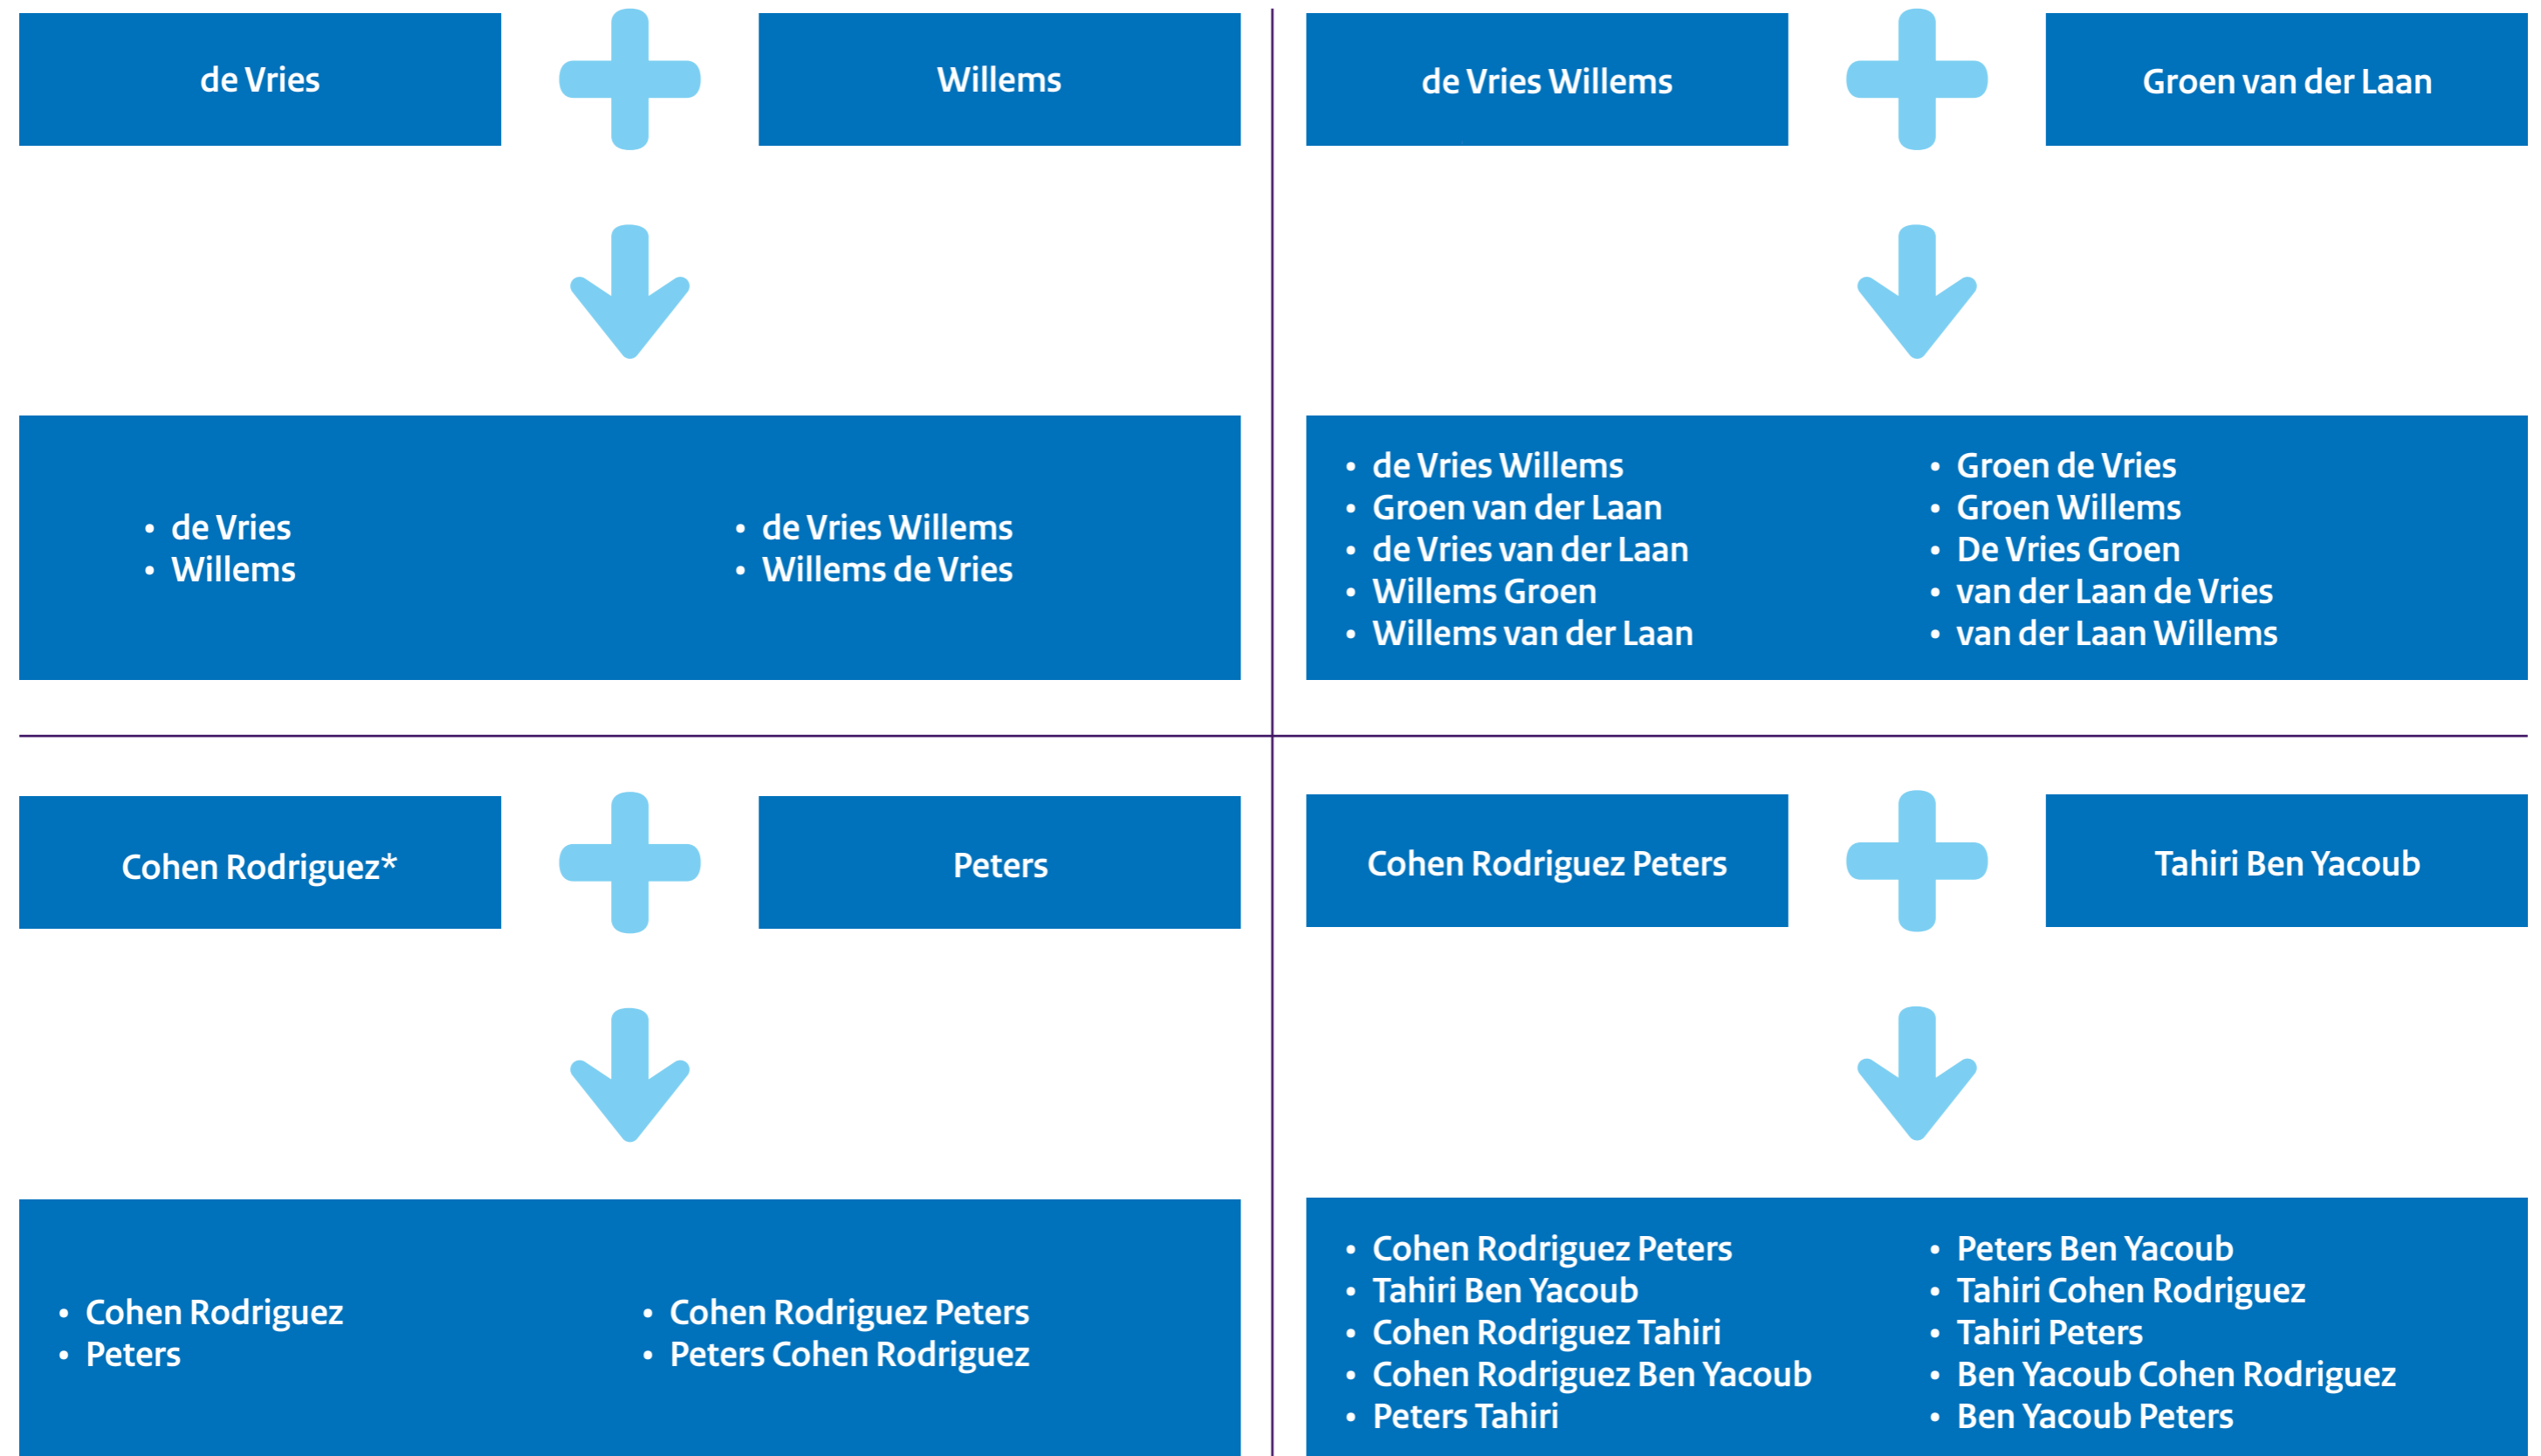 de Vries
Willems
• de Vries
• Willems
• de Vries Willems
• Willems de Vries
de Vries Willems
Groen van der Laan
• de Vries Willems
• Groen van der Laan
• de Vries van der Laan
• Willems Groen
• Willems van der Laan
• Groen de Vries
• Groen Willems
• De Vries Groen
• van der Laan de Vries
• van der Laan Willems
Cohen Rodriguez*
Peters
• Cohen Rodriguez
• Peters
• Cohen Rodriguez Peters
• Peters Cohen Rodriguez
Cohen Rodriguez Peters
Tahiri Ben Yacoub
• Cohen Rodriguez Peters
• Tahiri Ben Yacoub
• Cohen Rodriguez Tahiri
• Cohen Rodriguez Ben Yacoub
• Peters Tahiri
• Peters Ben Yacoub
• Tahiri Cohen Rodriguez
• Tahiri Peters
• Ben Yacoub Cohen Rodriguez
• Ben Yacoub Peters